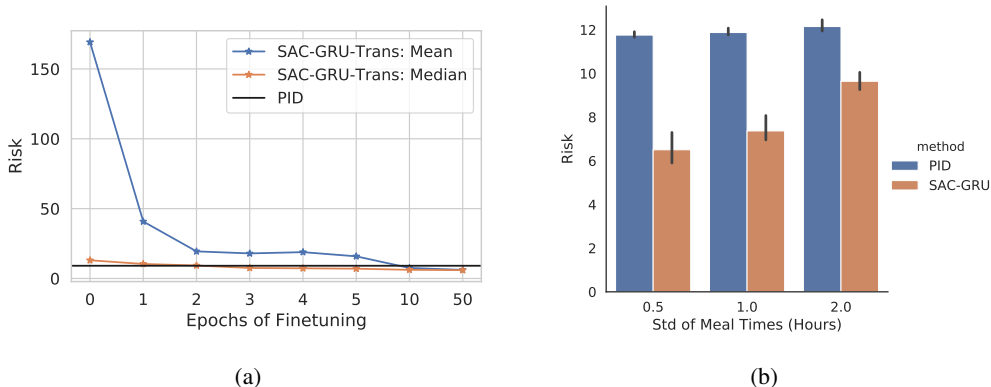 SAC-GRU-Trans: Mean
SAC-GRU-Trans: Median
PID
Risk
150
100
50
0
0 1 2 3 4 5 10 50
Epochs of Finetuning
(a)
Risk
12
10
8
6
4
2
0
0.5 1.0 2.0
Std of Meal Times (Hours)
method
PID
SAC-GRU
(b)